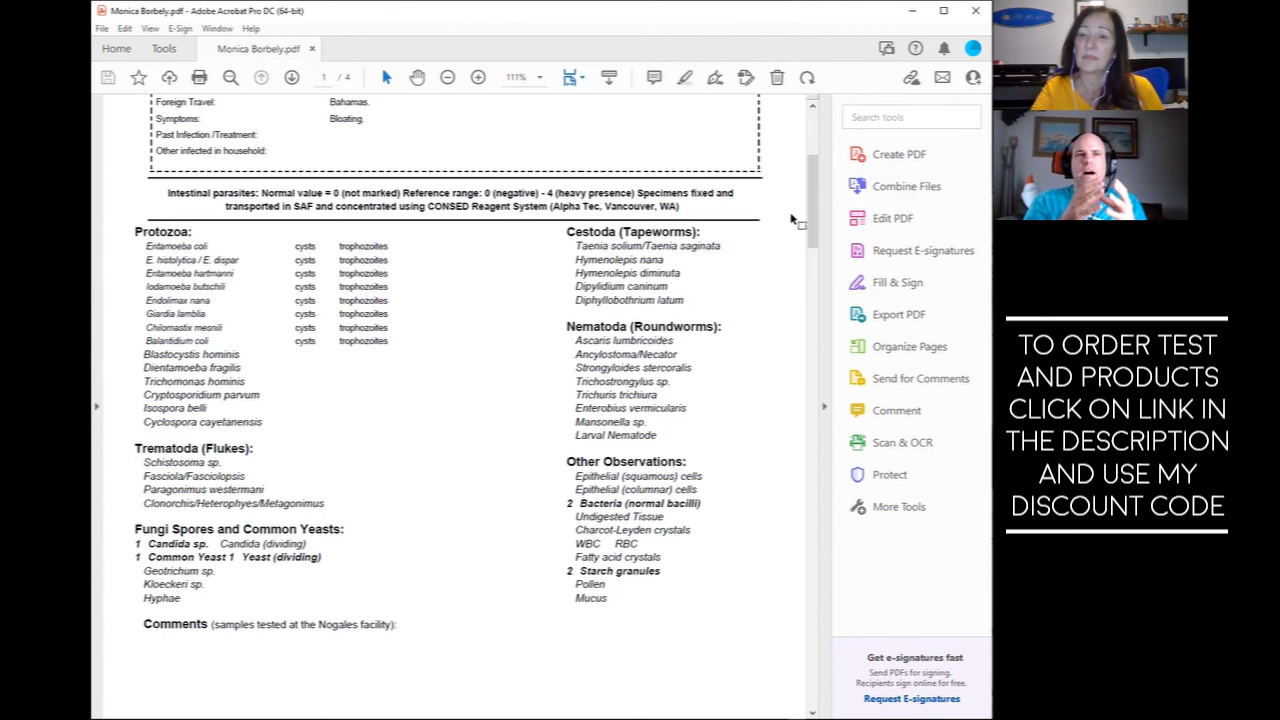 Monica Borbely.pdf - Adobe Acrobat Pro DC (64-bit)
File Edit View E-Sign Window Help
Home Tools Monica Borbely.pdf ×
1 / 4 111%
Foreign Travel: Bahamas.
Symptoms: Bloating.
Past Infection /Treatment:
Other infected in household:
Intestinal parasites: Normal value = 0 (not marked) Reference range: 0 (negative) - 4 (heavy presence) Specimens fixed and
transported in SAF and concentrated using CONSED Reagent System (Alpha Tec, Vancouver, WA)
Protozoa:
Entamoeba coli cysts trophozoites
E. histolytica / E. dispar cysts trophozoites
Entamoeba hartmanni cysts trophozoites
Iodamoeba butschili cysts trophozoites
Endolimax nana cysts trophozoites
Giardia lamblia cysts trophozoites
Chilomastix mesnili cysts trophozoites
Balantidium coli cysts trophozoites
Blastocystis hominis
Dientamoeba fragilis
Trichomonas hominis
Cryptosporidium parvum
Isospora belli
Cyclospora cayetanensis
Trematoda (Flukes):
Schistosoma sp.
Fasciola/Fasciolopsis
Paragonimus westermani
Clonorchis/Heterophyes/Metagonimus
Fungi Spores and Common Yeasts:
1 Candida sp. Candida (dividing)
1 Common Yeast 1 Yeast (dividing)
Geotrichum sp.
Kloeckeri sp.
Hyphae
Comments (samples tested at the Nogales facility):
Cestoda (Tapeworms):
Taenia solium/Taenia saginata
Hymenolepis nana
Hymenolepis diminuta
Dipylidium caninum
Diphyllobothrium latum
Nematoda (Roundworms):
Ascaris lumbricoides
Ancylostoma/Necator
Strongyloides stercoralis
Trichostrongylus sp.
Trichuris trichiura
Enterobius vermicularis
Mansonella sp.
Larval Nematode
Other Observations:
Epithelial (squamous) cells
Epithelial (columnar) cells
2 Bacteria (normal bacilli)
Undigested Tissue
Charcot-Leyden crystals
WBC RBC
Fatty acid crystals
2 Starch granules
Pollen
Mucus
Search tools
Create PDF
Combine Files
Edit PDF
Request E-signatures
Fill & Sign
Export PDF
Organize Pages
Send for Comments
Comment
Scan & OCR
Protect
More Tools
Get e-signatures fast
Send PDFs for signing.
Recipients sign online for free.
Request E-signatures
TO ORDER TEST
AND PRODUCTS
CLICK ON LINK IN
THE DESCRIPTION
AND USE MY
DISCOUNT CODE